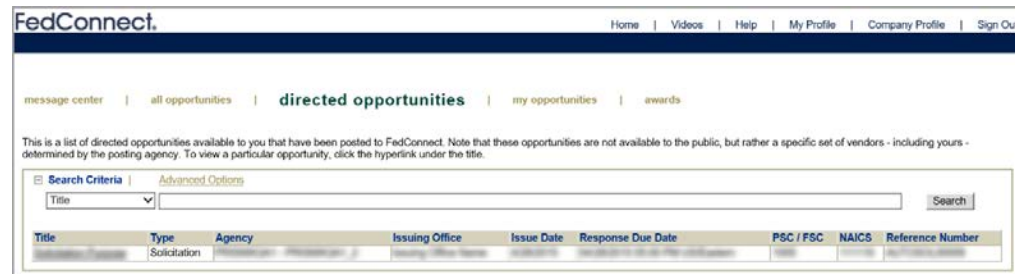 FedConnect.
Home | Videos | Help | My Profile | Company Profile | Sign Ou
message center | all opportunities | directed opportunities | my opportunities | awards
This is a list of directed opportunities available to you that have been posted to FedConnect. Note that these opportunities are not available to the public, but rather a specific set of vendors - including yours -
determined by the posting agency. To view a particular opportunity, click the hyperlink under the title.
Search Criteria | Advanced Options
Title Search
Title Type Agency Issuing Office Issue Date Response Due Date PSC / FSC NAICS Reference Number
Solicitation